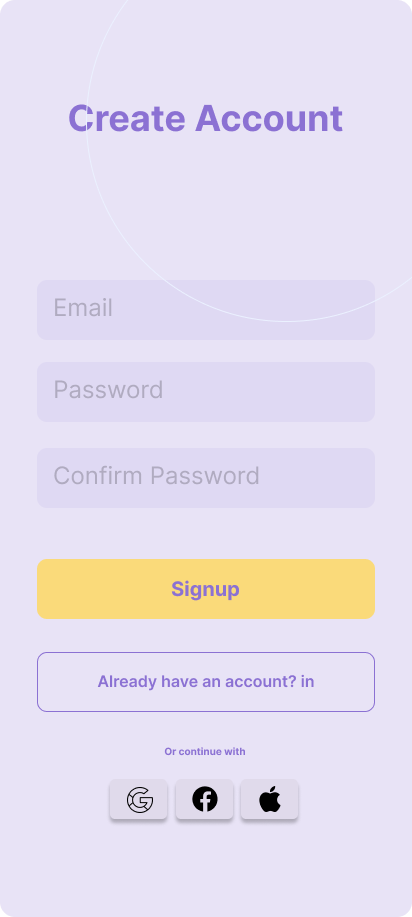 Create Account
Email
Password
Confirm Password
Signup
Already have an account? in
Or continue with